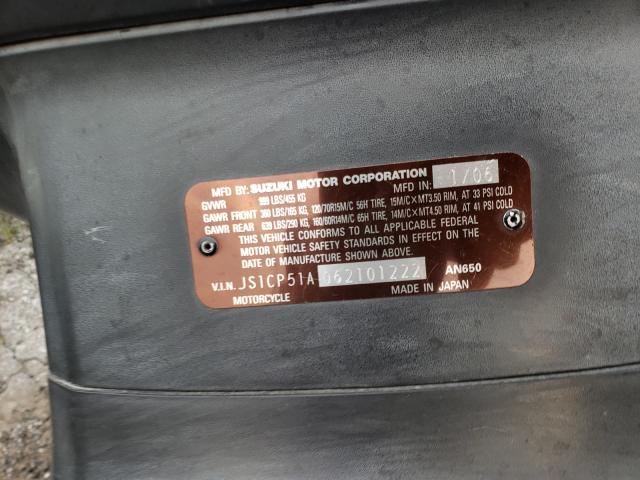 MFD BY: SUZUKI MOTOR CORPORATION MFD IN: 1/06
GVWR 999 LBS/455 KG
GAWR FRONT 360 LBS/165 KG, 120/70R15M/C 56H TIRE, 15M/C×MT3.50 RIM, AT 33 PSI COLD
GAWR REAR 639 LBS/290 KG, 160/60R14M/C 65H TIRE, 14M/C×MT4.50 RIM, AT 41 PSI COLD
THIS VEHICLE CONFORMS TO ALL APPLICABLE FEDERAL
MOTOR VEHICLE SAFETY STANDARDS IN EFFECT ON THE
DATE OF MANUFACTURE SHOWN ABOVE.
V.I.N. JS1CP51A062101222 AN650
MOTORCYCLE MADE IN JAPAN